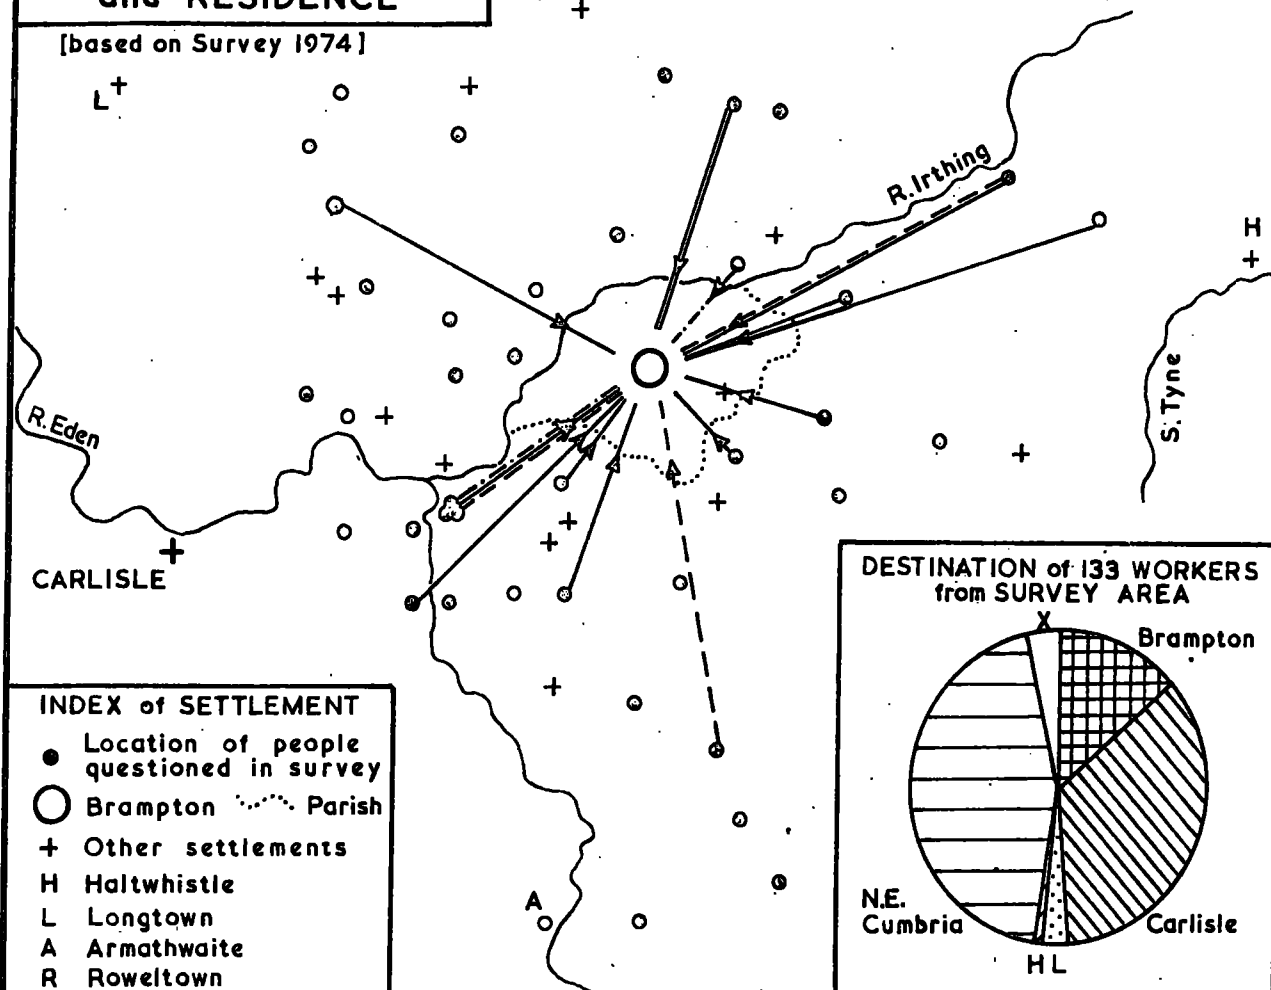 and RESIDENCE
[based on Survey 1974]
L
R. Irthing
H
S. Tyne
R. Eden
CARLISLE
A
INDEX of SETTLEMENT
Location of people
questioned in survey
Brampton Parish
Other settlements
H Haltwhistle
L Longtown
A Armathwaite
R Roweltown
DESTINATION of 133 WORKERS
from SURVEY AREA
X
Brampton
N.E.
Cumbria
Carlisle
H L